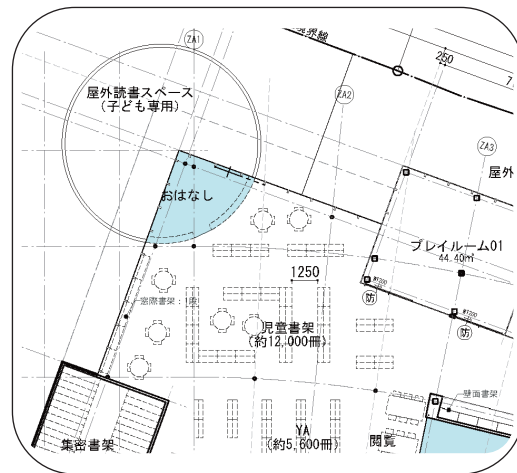 境界線
ZA1
250
7,
屋外読書スペース
(子ども専用)
ZA2
ZA3
おはなし
屋外
プレイルーム01
44.40㎡
1250
窓際書架:1段
防
児童書架
(約12,000冊)
防
壁面書架
YA
(約5,600冊)
閲覧
集密書架